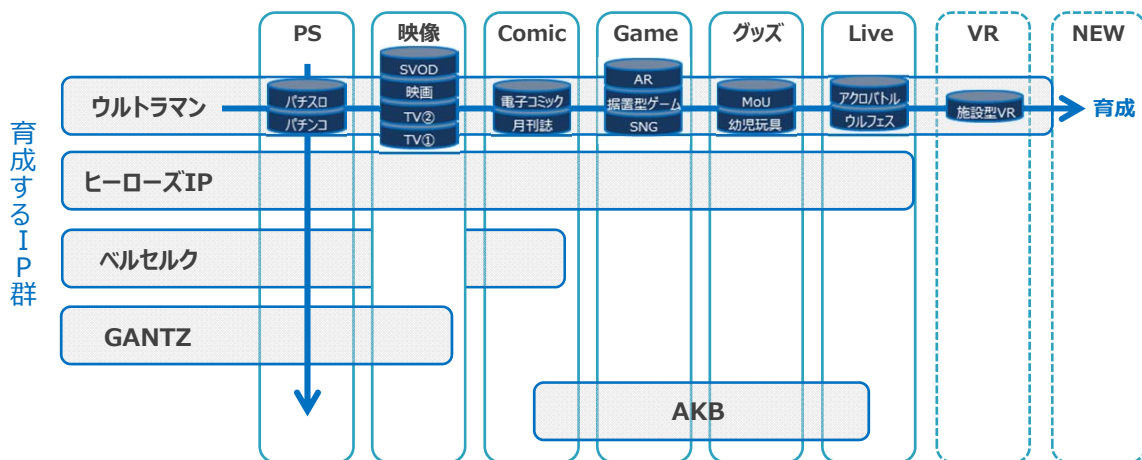 PS
映像
Comic
Game
グッズ
Live
VR
NEW
育成するIP群
ウルトラマン
パチスロ
パチンコ
SVOD
映画
TV②
TV①
電子コミック
月刊誌
AR
据置型ゲーム
SNG
MoU
幼児玩具
アクロバトル
ウルフェス
施設型VR
育成
ヒーローズIP
ベルセルク
GANTZ
AKB